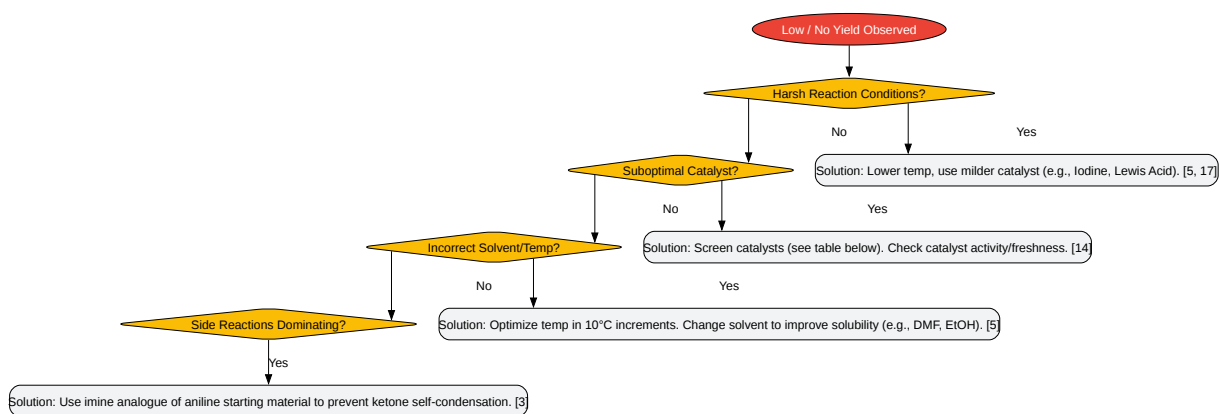 Low / No Yield Observed
Harsh Reaction Conditions?
No
Yes
Solution: Lower temp, use milder catalyst (e.g., Iodine, Lewis Acid). [5, 17]
Suboptimal Catalyst?
No
Yes
Solution: Screen catalysts (see table below). Check catalyst activity/freshness. [14]
Incorrect Solvent/Temp?
No
Yes
Solution: Optimize temp in 10°C increments. Change solvent to improve solubility (e.g., DMF, EtOH). [5]
Side Reactions Dominating?
Yes
Solution: Use imine analogue of aniline starting material to prevent ketone self-condensation. [3]